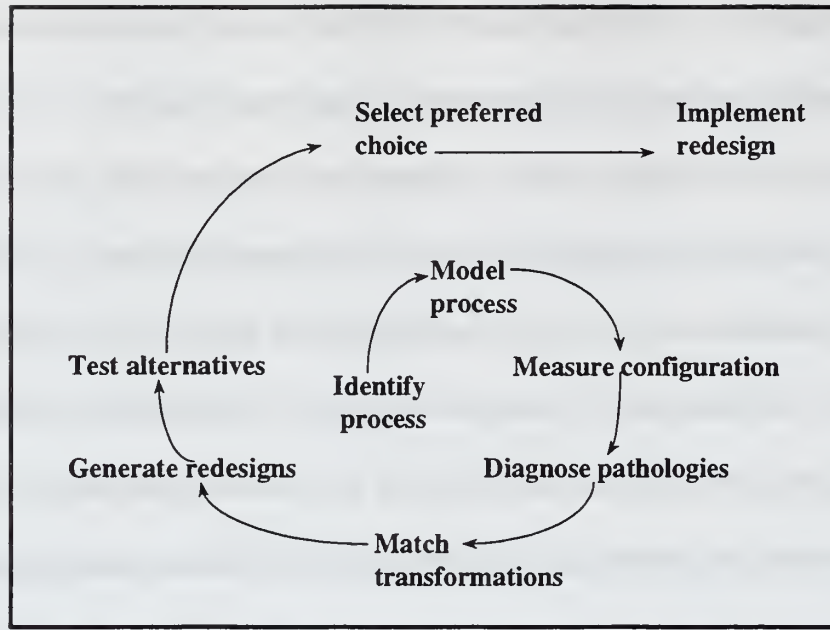 Select preferred
choice
Implement
redesign
Model
process
Test alternatives
Identify
process
Measure configuration
Generate redesigns
Diagnose pathologies
Match
transformations